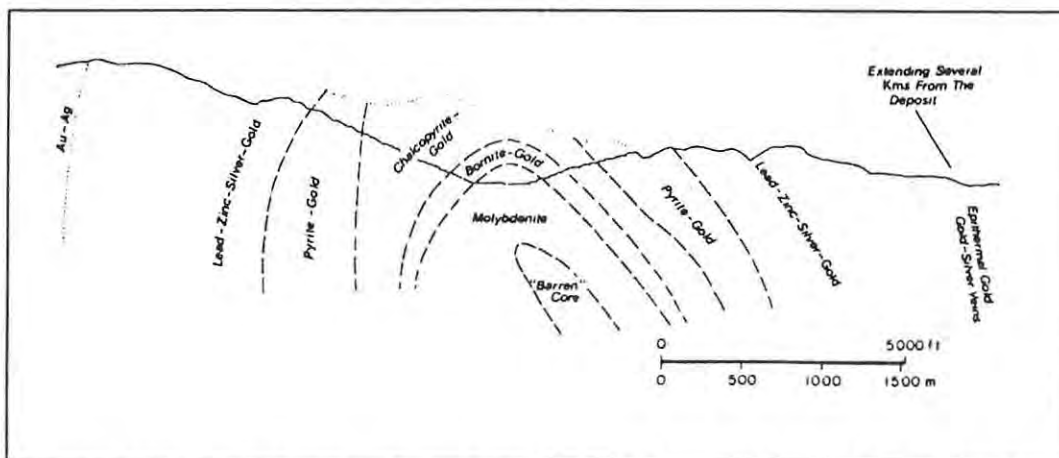 Extending Several
Kms From The
Deposit
Au-Ag
Lead-Zinc-Silver-Gold
Pyrite-Gold
Chalcopyrite-
Gold
Bornite-Gold
Molybdenite
"Barren"
Core
Pyrite-Gold
Lead-Zinc-Silver-Gold
Epithermal Gold
Gold-Silver Veins
0 5000 ft
0 500 1000 1500 m